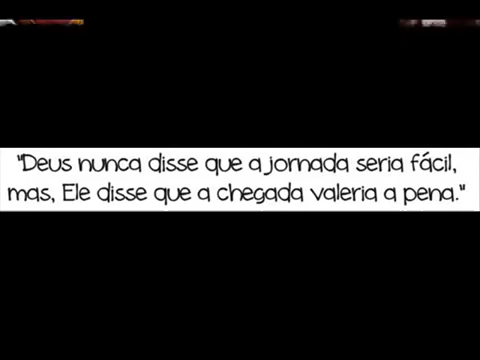 "Deus nunca disse que a jornada seria fácil,
mas, Ele disse que a chegada valeria a pena."